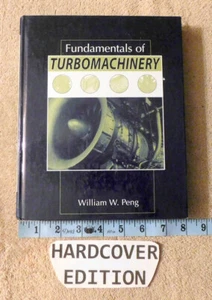 Fundamentals of
TURBOMACHINERY
William W. Peng
1 2 3 4 5 6 7 8 9
HARDCOVER
EDITION